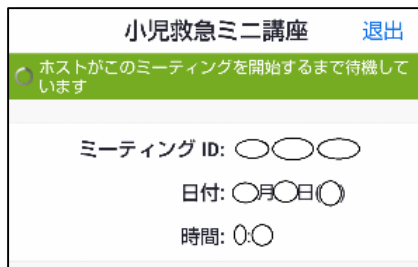 小児救急ミニ講座 退出
ホストがこのミーティングを開始するまで待機して
います
ミーティング ID: ◯◯◯
日付: ◯月◯日(◯)
時間: ◯:◯